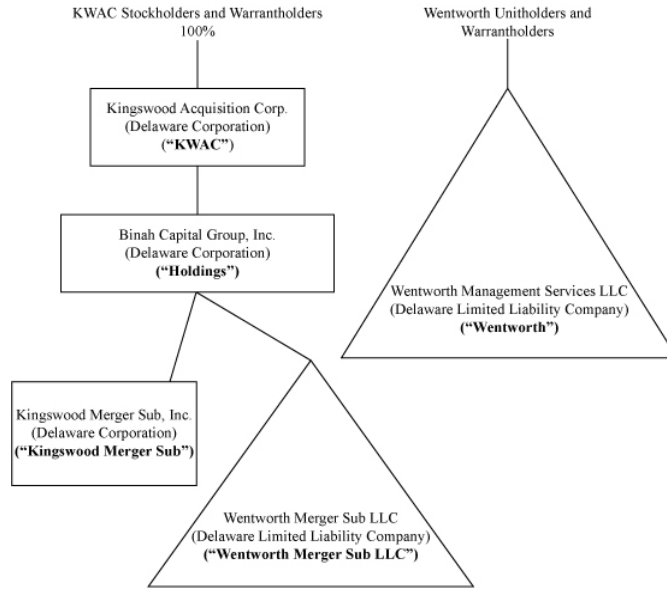 KWAC Stockholders and Warrantholders
100%
Wentworth Unitholders and
Warrantholders
Kingswood Acquisition Corp.
(Delaware Corporation)
(“KWAC”)
Binah Capital Group, Inc.
(Delaware Corporation)
(“Holdings”)
Wentworth Management Services LLC
(Delaware Limited Liability Company)
(“Wentworth”)
Kingswood Merger Sub, Inc.
(Delaware Corporation)
(“Kingswood Merger Sub”)
Wentworth Merger Sub LLC
(Delaware Limited Liability Company)
(“Wentworth Merger Sub LLC”)